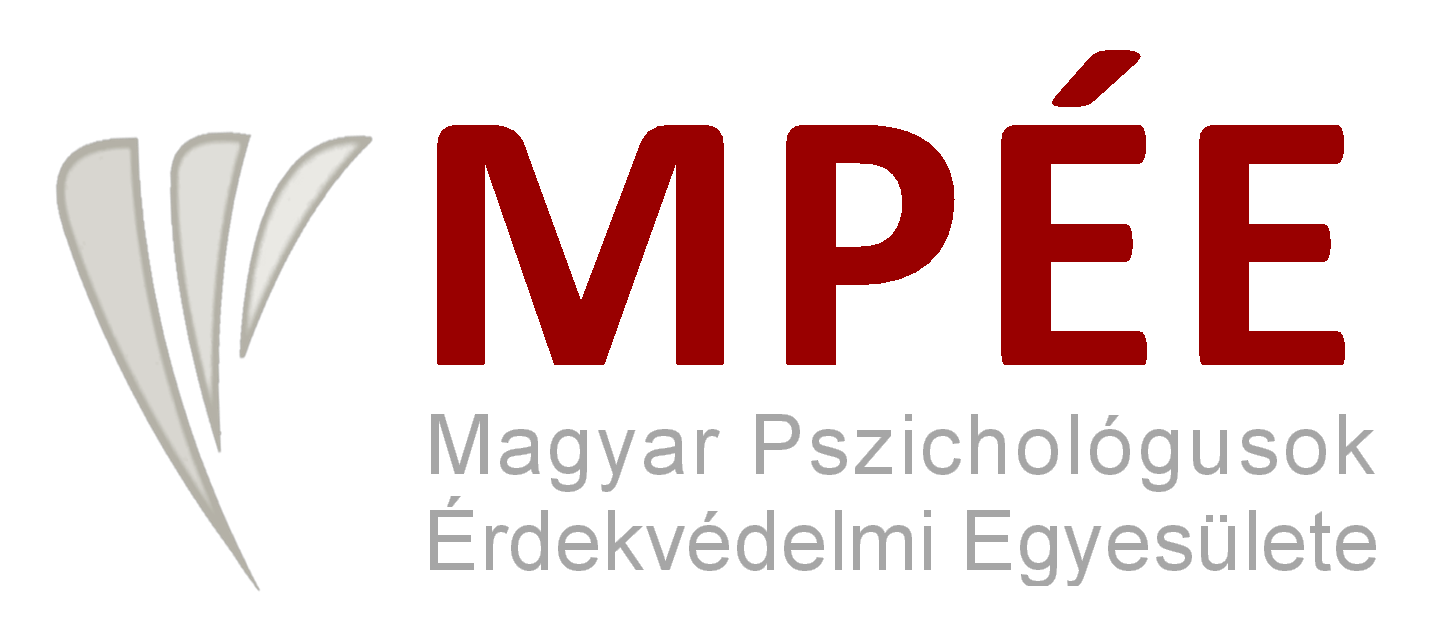 MPÉE
Magyar Pszichológusok
Érdekvédelmi Egyesülete